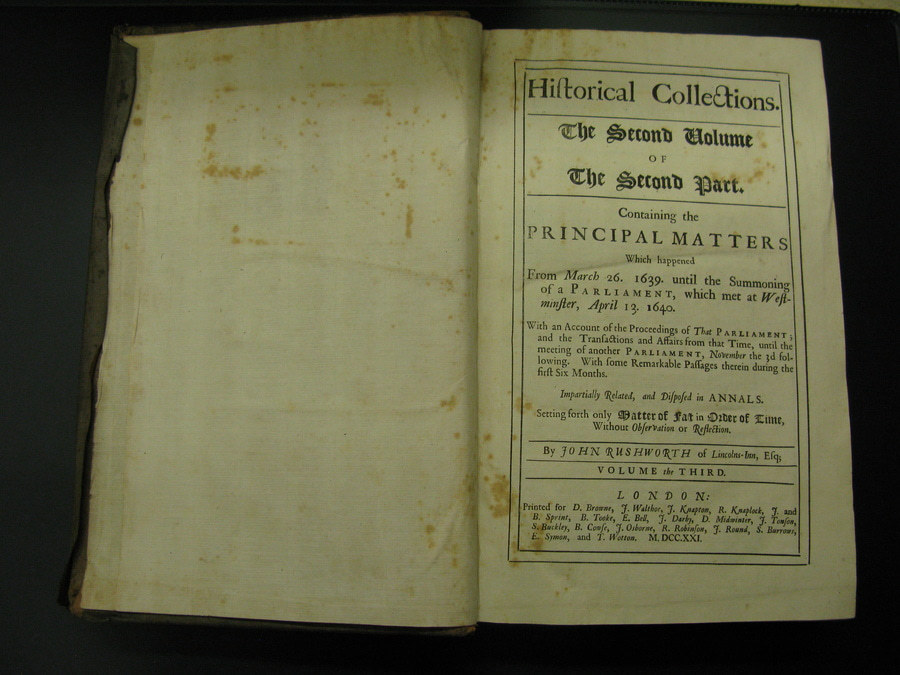 Hiſtorical Collections.
The Second Volume
OF
The Second Part.
Containing the
PRINCIPAL MATTERS
Which happened
From March 26. 1639. until the Summoning
of a PARLIAMENT, which met at Weſt-
minſter, April 13. 1640.
With an Account of the Proceedings of That PARLIAMENT;
and the Tranſactions and Affairs from that Time, until the
meeting of another PARLIAMENT, November the 3d fol-
lowing. With ſome Remarkable Paſſages therein during the
firſt Six Months.
Impartially Related, and Diſpoſed in ANNALS.
Setting forth only Matter of Fact in Order of Time,
Without Obſervation or Reflection.
By JOHN RUSHWORTH of Lincolns-Inn, Eſq;
VOLUME the THIRD.
LONDON:
Printed for D. Browne, J. Walthoe, J. Knapton, R. Knaplock, J. and
B. Sprint, B. Tooke, E. Bell, J. Darby, D. Midwinter, J. Tonſon,
S. Buckley, B. Conſe, J. Osborne, R. Robinſon, J. Round, S. Burrows,
E. Symon, and T. Wotton. M.DCC.XXI.